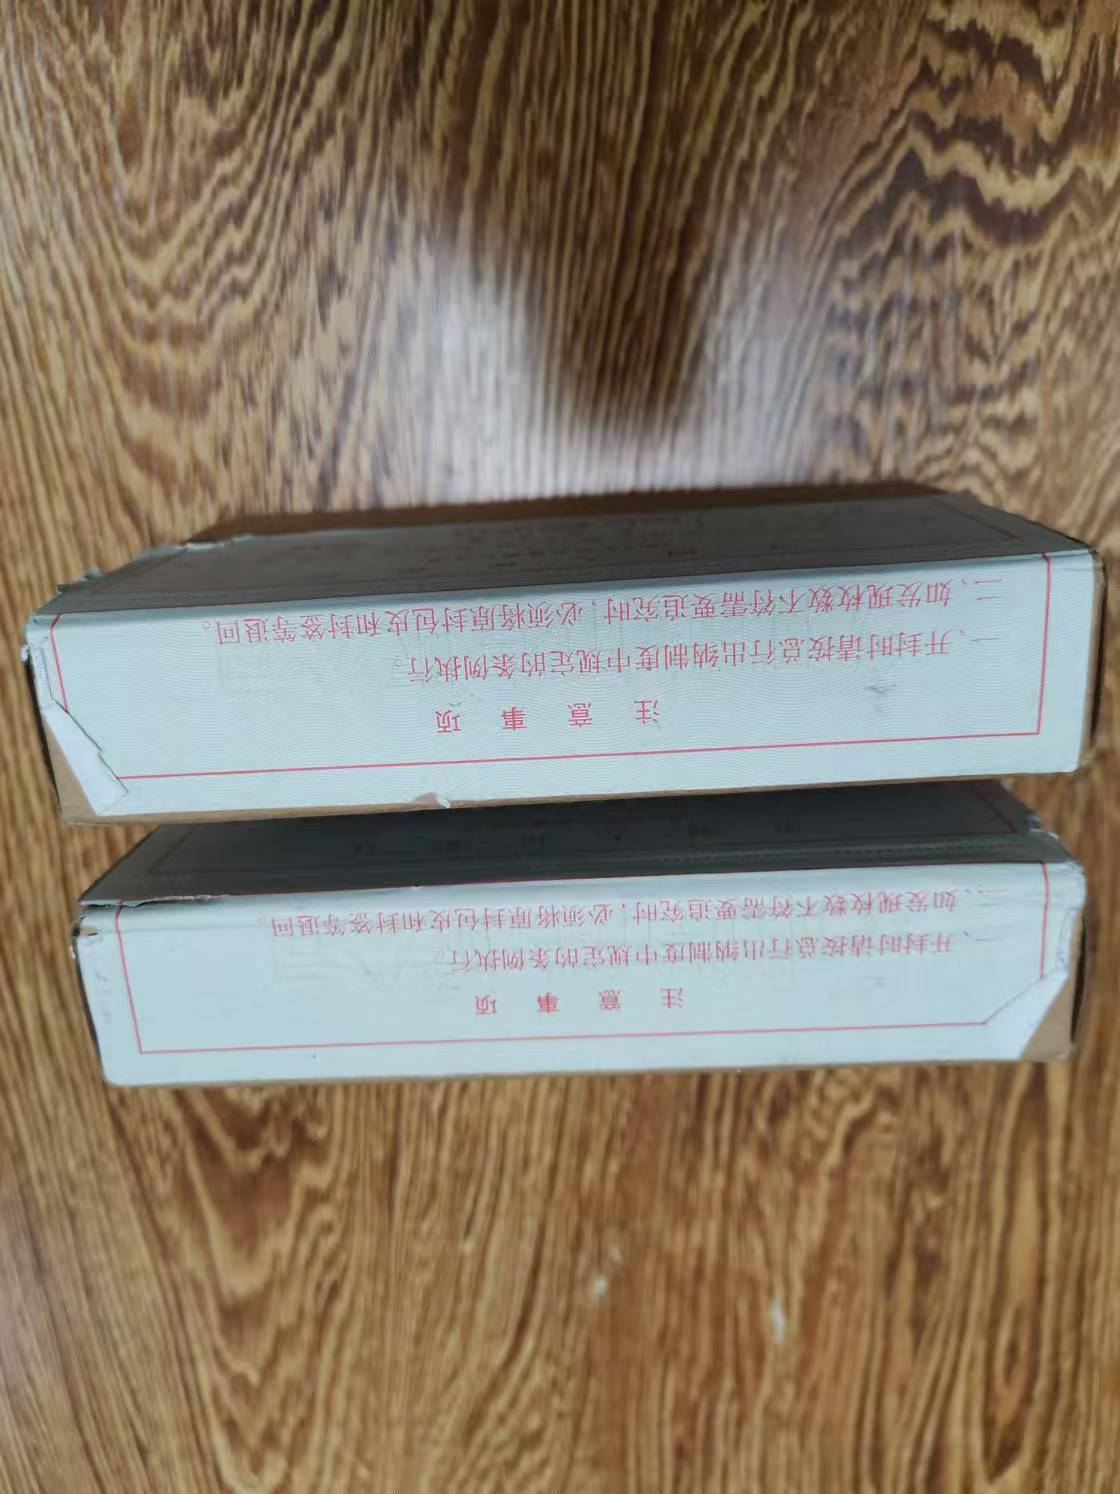 注意事项
一、开封时请按总行出纳制度中规定的条例执行。
二、如发现枚数不符需要追究时，必须将原封包皮和封签等退回。
注意事项
一、开封时请按总行出纳制度中规定的条例执行。
二、如发现枚数不符需要追究时，必须将原封包皮和封签等退回。